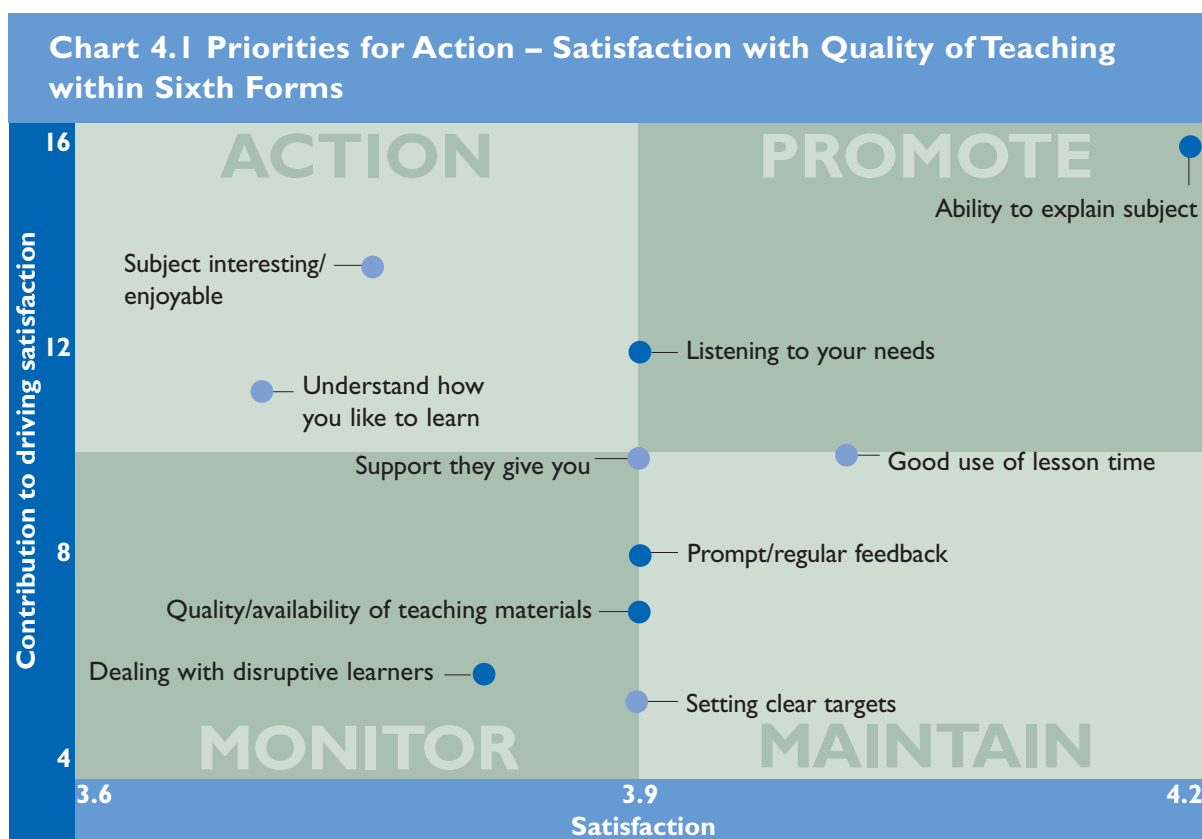 Chart 4.1 Priorities for Action – Satisfaction with Quality of Teaching
within Sixth Forms
ACTION
PROMOTE
16
Ability to explain subject
Subject interesting/
enjoyable
12
Listening to your needs
Understand how
you like to learn
Support they give you
Good use of lesson time
Contribution to driving satisfaction
8
Prompt/regular feedback
Quality/availability of teaching materials
Dealing with disruptive learners
Setting clear targets
MONITOR
MAINTAIN
4
3.6
3.9
4.2
Satisfaction